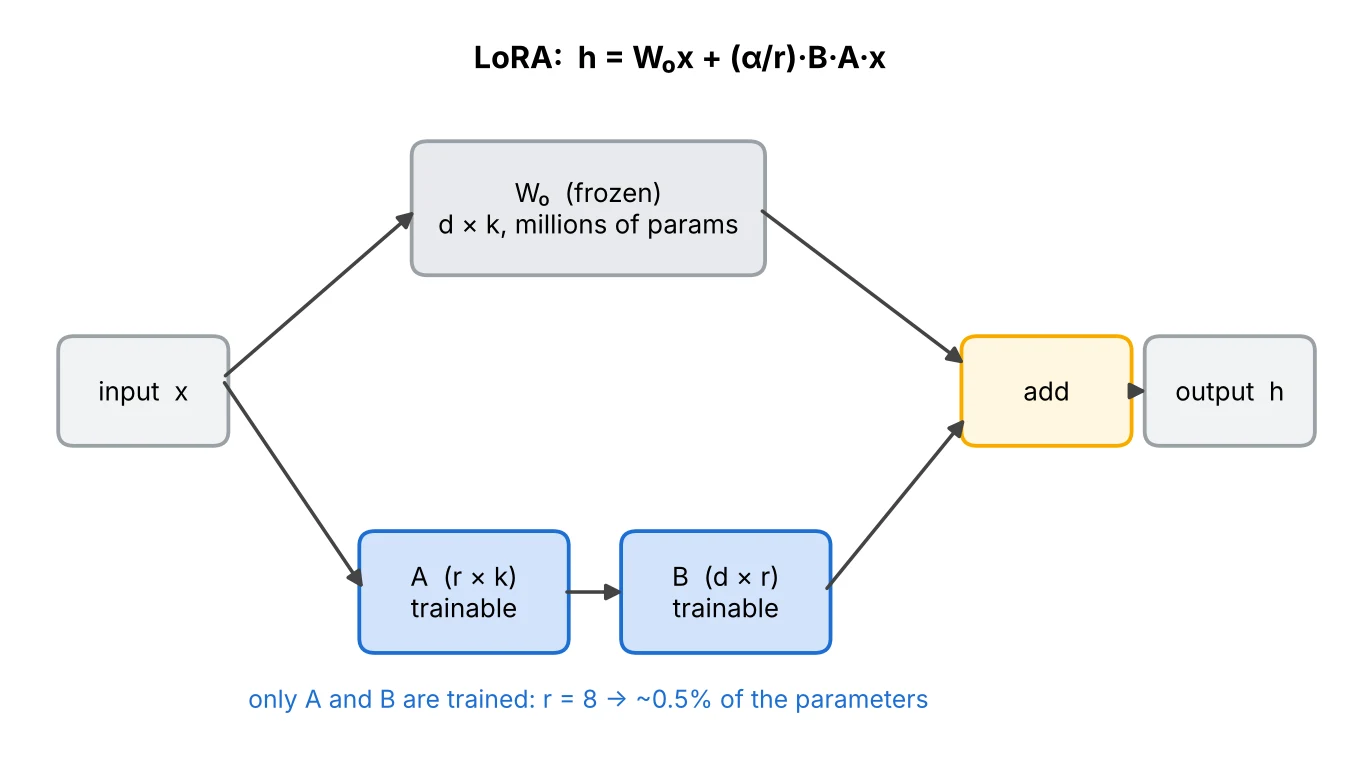 LoRA: h = W₀x + (α/r)·B·A·x
W₀ (frozen)
d × k, millions of params
input x
add
output h
A (r × k)
trainable
B (d × r)
trainable
only A and B are trained: r = 8 → ~0.5% of the parameters